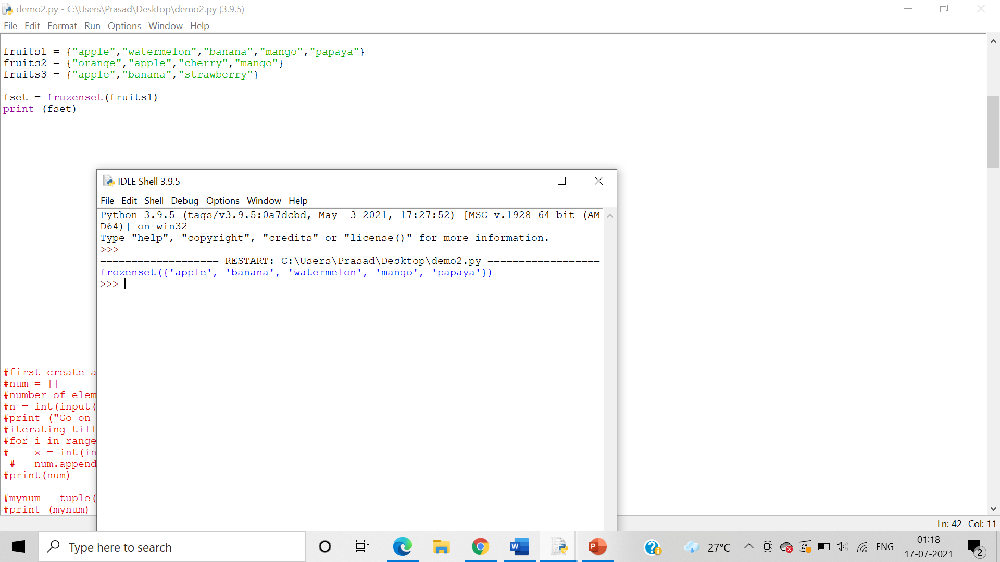 demo2.py - C:\Users\Prasad\Desktop\demo2.py (3.9.5)
File Edit Format Run Options Window Help
fruits1 = {"apple","watermelon","banana","mango","papaya"}
fruits2 = {"orange","apple","cherry","mango"}
fruits3 = {"apple","banana","strawberry"}
fset = frozenset(fruits1)
print (fset)
IDLE Shell 3.9.5
File Edit Shell Debug Options Window Help
Python 3.9.5 (tags/v3.9.5:0a7dcbd, May  3 2021, 17:27:52) [MSC v.1928 64 bit (AM
D64)] on win32
Type "help", "copyright", "credits" or "license()" for more information.
>>>
=================== RESTART: C:\Users\Prasad\Desktop\demo2.py ==================
frozenset({'apple', 'banana', 'watermelon', 'mango', 'papaya'})
>>>
#first create a
#num = []
#number of elem
#n = int(input(
#print ("Go on
#iterating till
#for i in range
#    x = int(in
 #   num.append
#print(num)
#mynum = tuple(
#print (mynum)
Ln: 42 Col: 11
Type here to search
27°C
ENG
01:18
17-07-2021
2